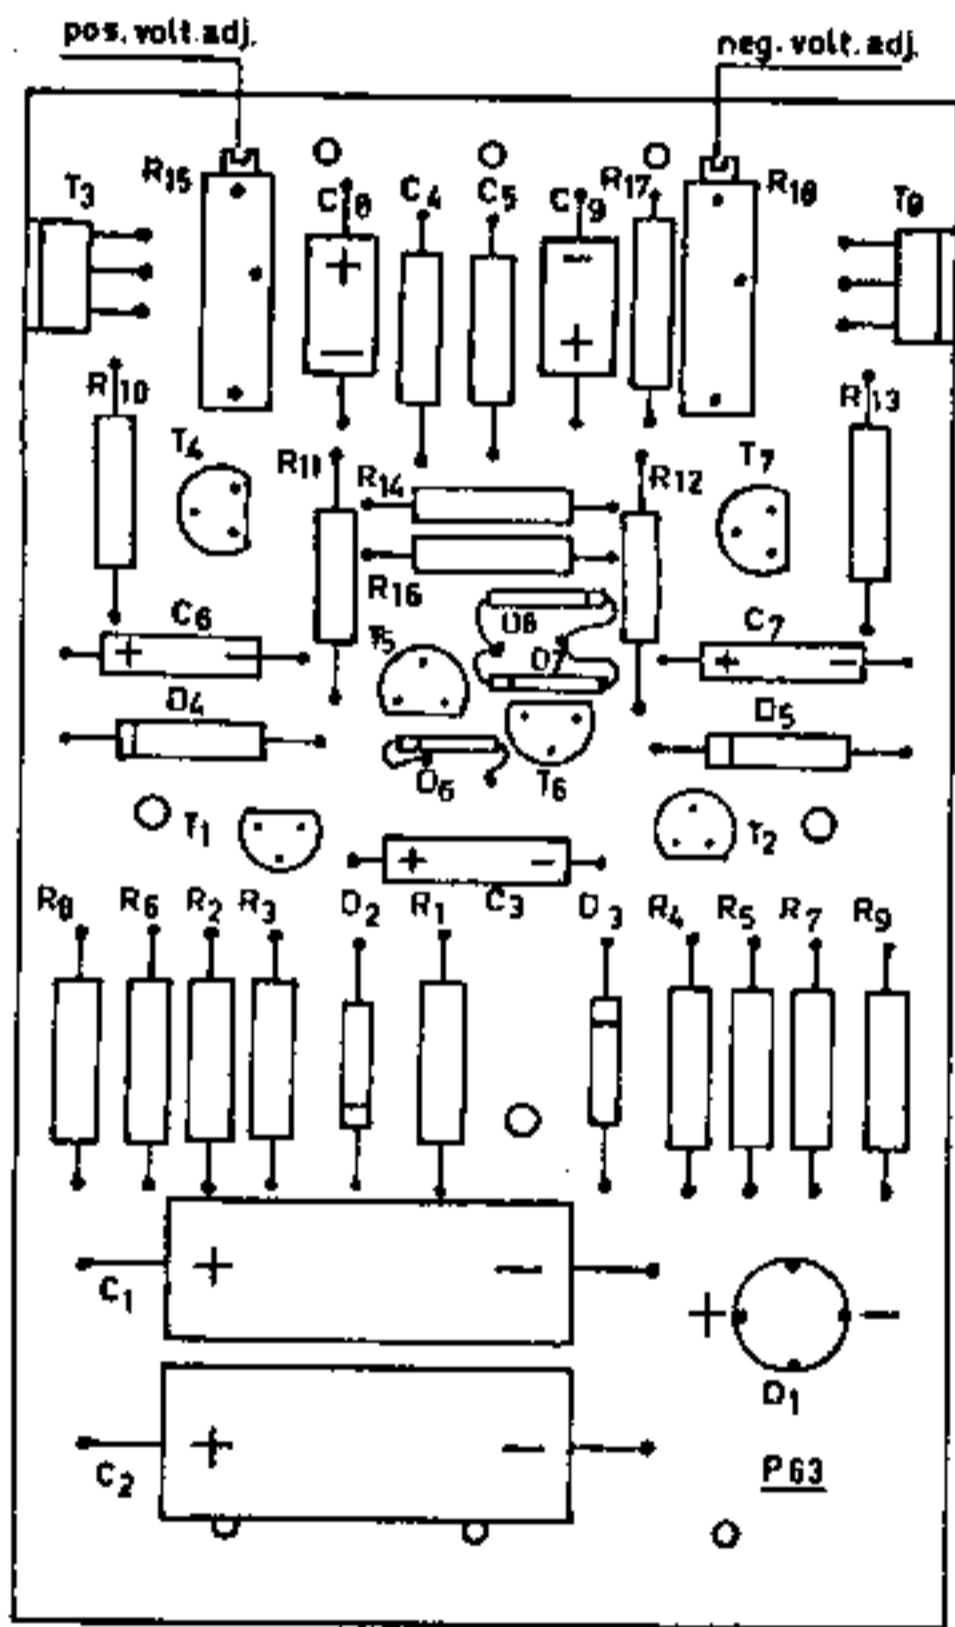 pos. volt. adj.
neg. volt. adj.
T3 R15 C8 C4 C5 C9 R17 R18 T8
+ −
− +
R10 R13
T4 R11 R14 R12 T7
R16
C6 T5 D8 C7
+ − D7 + −
D4 D5
D6 T6
T1 T2
+ −
R8 R6 R2 R3 D2 R1 C3 D3 R4 R5 R7 R9
+ −
C1 + −
D1
+ −
C2 P63